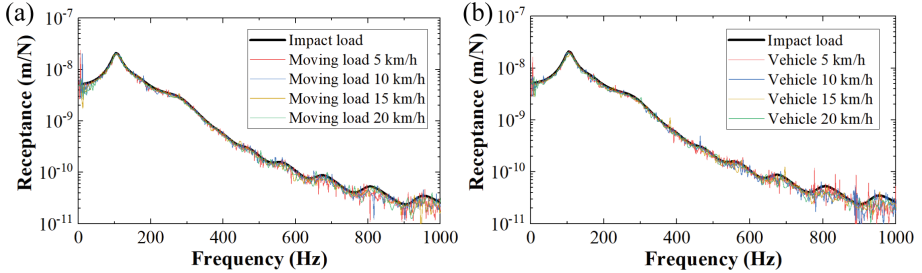 (a)
Receptance (m/N)
10⁻⁷
10⁻⁸
10⁻⁹
10⁻¹⁰
10⁻¹¹
Impact load
Moving load 5 km/h
Moving load 10 km/h
Moving load 15 km/h
Moving load 20 km/h
0 200 400 600 800 1000
Frequency (Hz)
(b)
Receptance (m/N)
10⁻⁷
10⁻⁸
10⁻⁹
10⁻¹⁰
10⁻¹¹
Impact load
Vehicle 5 km/h
Vehicle 10 km/h
Vehicle 15 km/h
Vehicle 20 km/h
0 200 400 600 800 1000
Frequency (Hz)